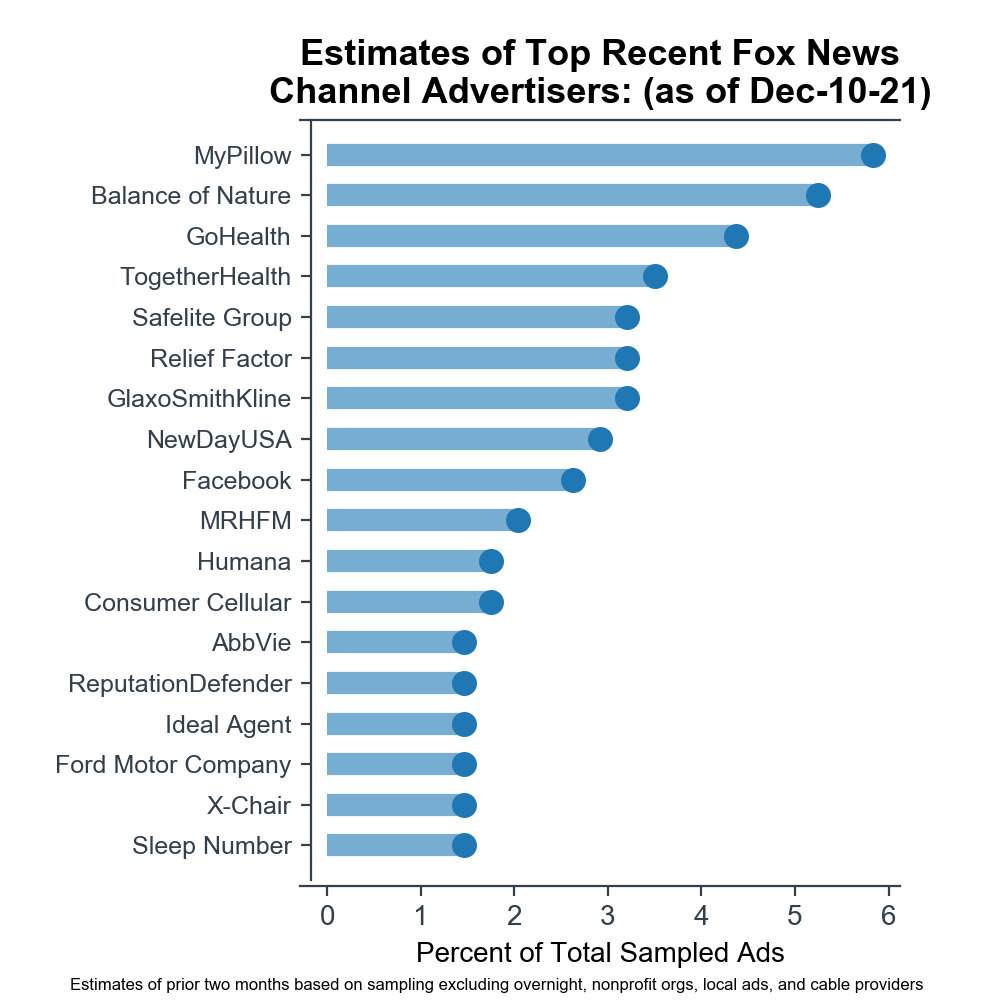 Estimates of Top Recent Fox News
Channel Advertisers: (as of Dec-10-21)
MyPillow
Balance of Nature
GoHealth
TogetherHealth
Safelite Group
Relief Factor
GlaxoSmithKline
NewDayUSA
Facebook
MRHFM
Humana
Consumer Cellular
AbbVie
ReputationDefender
Ideal Agent
Ford Motor Company
X-Chair
Sleep Number
0 1 2 3 4 5 6
Percent of Total Sampled Ads
Estimates of prior two months based on sampling excluding overnight, nonprofit orgs, local ads, and cable providers